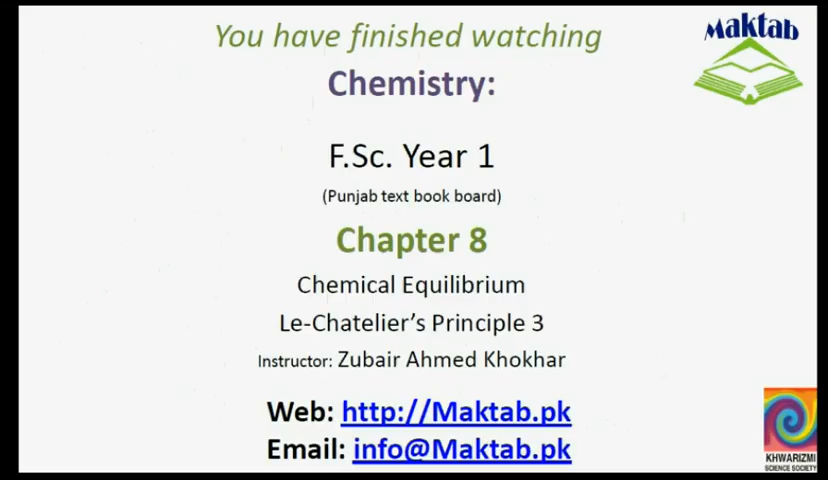 You have finished watching
Maktab
Chemistry:
F.Sc. Year 1
(Punjab text book board)
Chapter 8
Chemical Equilibrium
Le-Chatelier's Principle 3
Instructor: Zubair Ahmed Khokhar
Web: http://Maktab.pk
Email: info@Maktab.pk
KHWARIZMI
SCIENCE SOCIETY